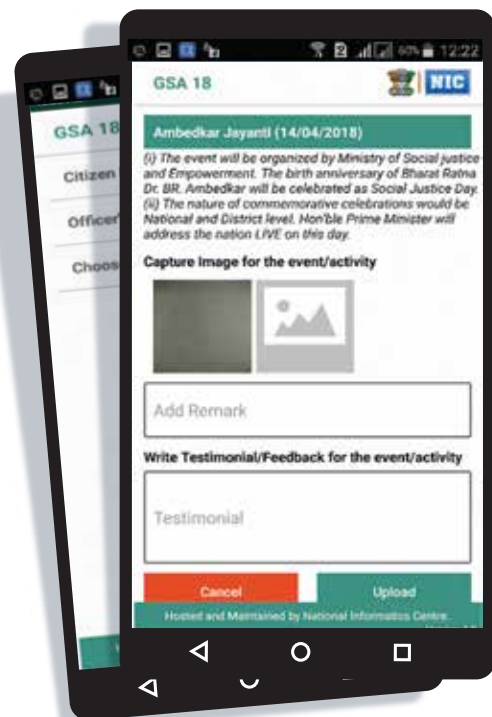 GSA 18
Citizen
Officer'
Choos
60% 12:22
GSA 18
NIC
Ambedkar Jayanti (14/04/2018)
(i) The event will be organized by Ministry of Social justice
and Empowerment. The birth anniversary of Bharat Ratna
Dr. BR. Ambedkar will be celebrated as Social Justice Day.
(ii) The nature of commemorative celebrations would be
National and District level. Hon'ble Prime Minister will
address the nation LIVE on this day.
Capture Image for the event/activity
Add Remark
Write Testimonial/Feedback for the event/activity
Testimonial
Cancel
Upload
Hosted and Maintained by National Informatics Centre.